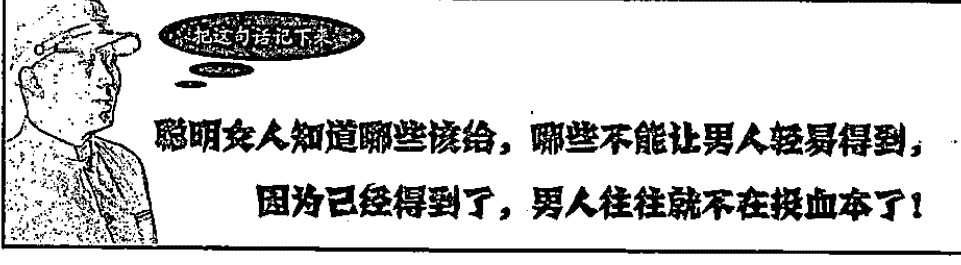 把这句话记下来
聪明女人知道哪些该给，哪些不能让男人轻易得到，
因为已经得到了，男人往往就不在投血本了！